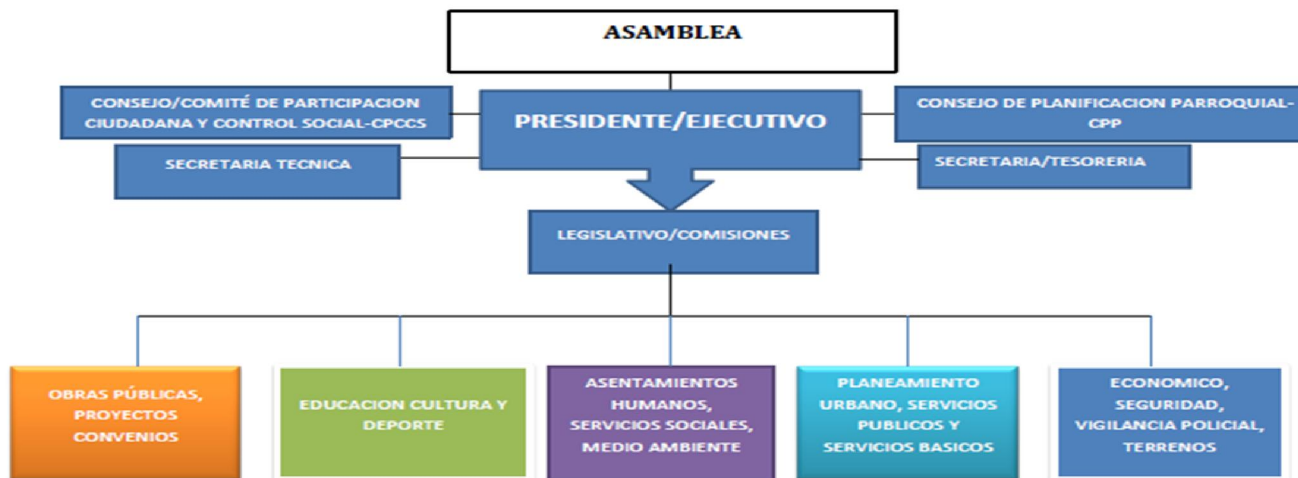 ASAMBLEA
CONSEJO/COMITÉ DE PARTICIPACION
CIUDADANA Y CONTROL SOCIAL-CPCCS
PRESIDENTE/EJECUTIVO
CONSEJO DE PLANIFICACION PARROQUIAL-
CPP
SECRETARIA TECNICA
SECRETARIA/TESORERIA
LEGISLATIVO/COMISIONES
OBRAS PÚBLICAS,
PROYECTOS
CONVENIOS
EDUCACION CULTURA Y
DEPORTE
ASENTAMIENTOS
HUMANOS,
SERVICIOS SOCIALES,
MEDIO AMBIENTE
PLANEAMIENTO
URBANO, SERVICIOS
PUBLICOS Y
SERVICIOS BASICOS
ECONOMICO,
SEGURIDAD,
VIGILANCIA POLICIAL,
TERRENOS